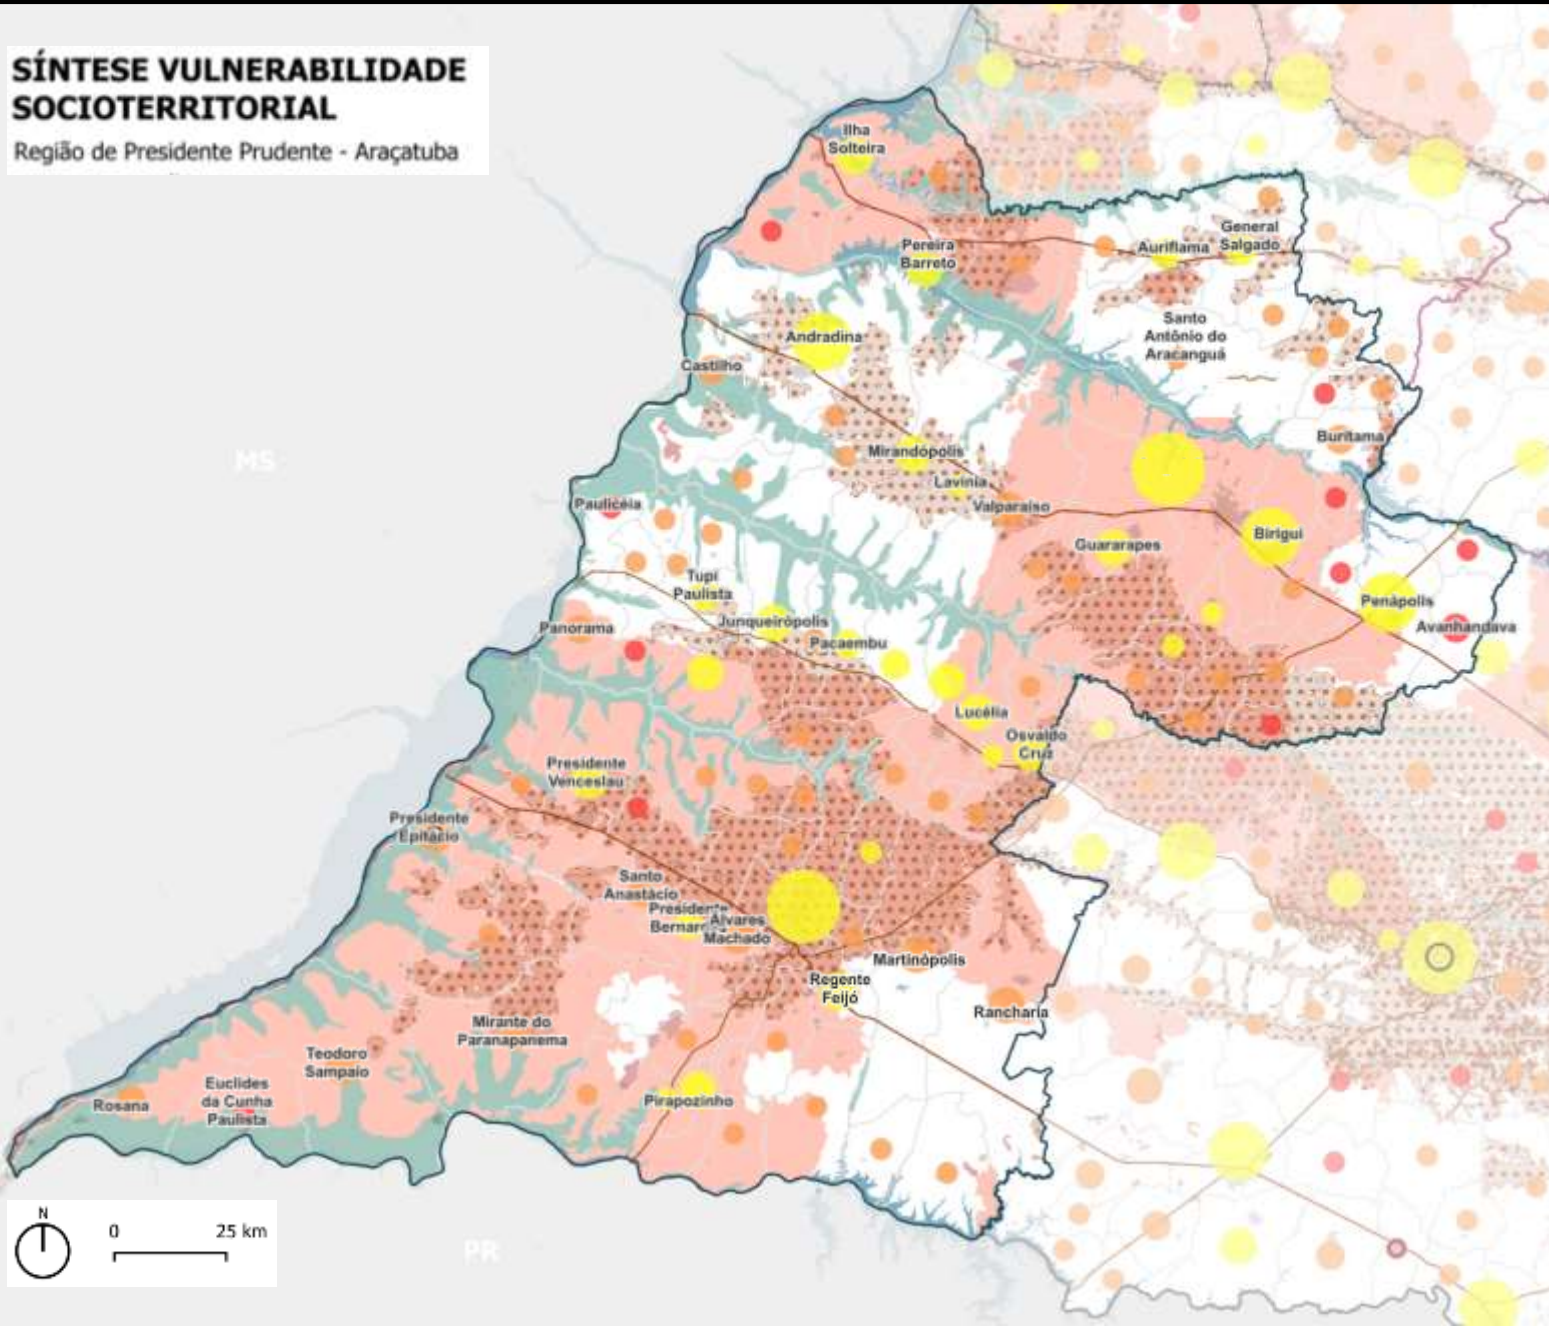 SÍNTESE VULNERABILIDADE
SOCIOTERRITORIAL
Região de Presidente Prudente - Araçatuba
Ilha
Solteira
Pereira
Barreto
Auriflama
General
Salgado
Santo
Antônio do
Aracanguá
Andradina
Castilho
Buritama
Mirandópolis
MS
Lavínia
Valparaíso
Paulicéia
Guararapes
Birigui
Tupi
Paulista
Penápolis
Junqueirópolis
Panorama
Avanhandava
Pacaembu
Lucélia
Osvaldo
Cruz
Presidente
Venceslau
Presidente
Epitácio
Santo
Anastácio
Presidente
Álvares
Machado
Martinópolis
Regente
Feijó
Rancharia
Mirante do
Paranapanema
Teodoro
Sampaio
Euclides
da Cunha
Paulista
Rosana
Pirapozinho
N
0 25 km
PR